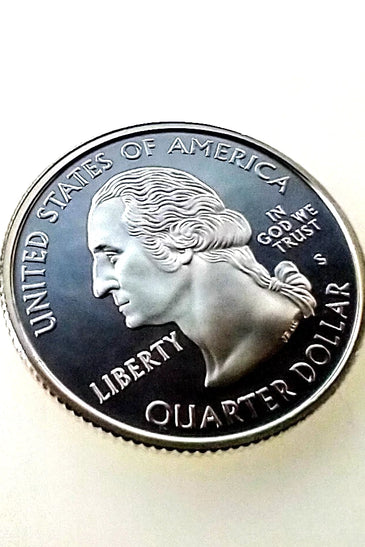 UNITED STATES OF AMERICA
LIBERTY
IN
GOD WE
TRUST
S
QUARTER DOLLAR